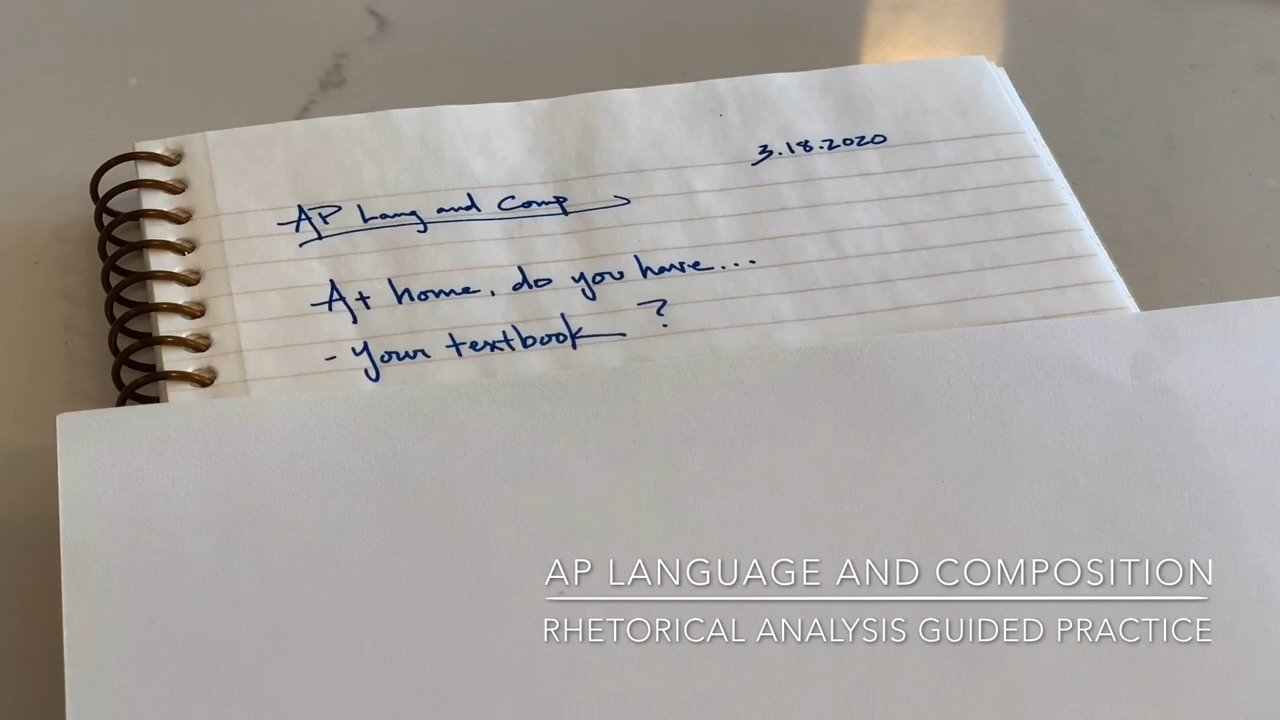 3.18.2020
AP Lang and Comp
At home, do you have...
- Your textbook ?
AP LANGUAGE AND COMPOSITION
RHETORICAL ANALYSIS GUIDED PRACTICE